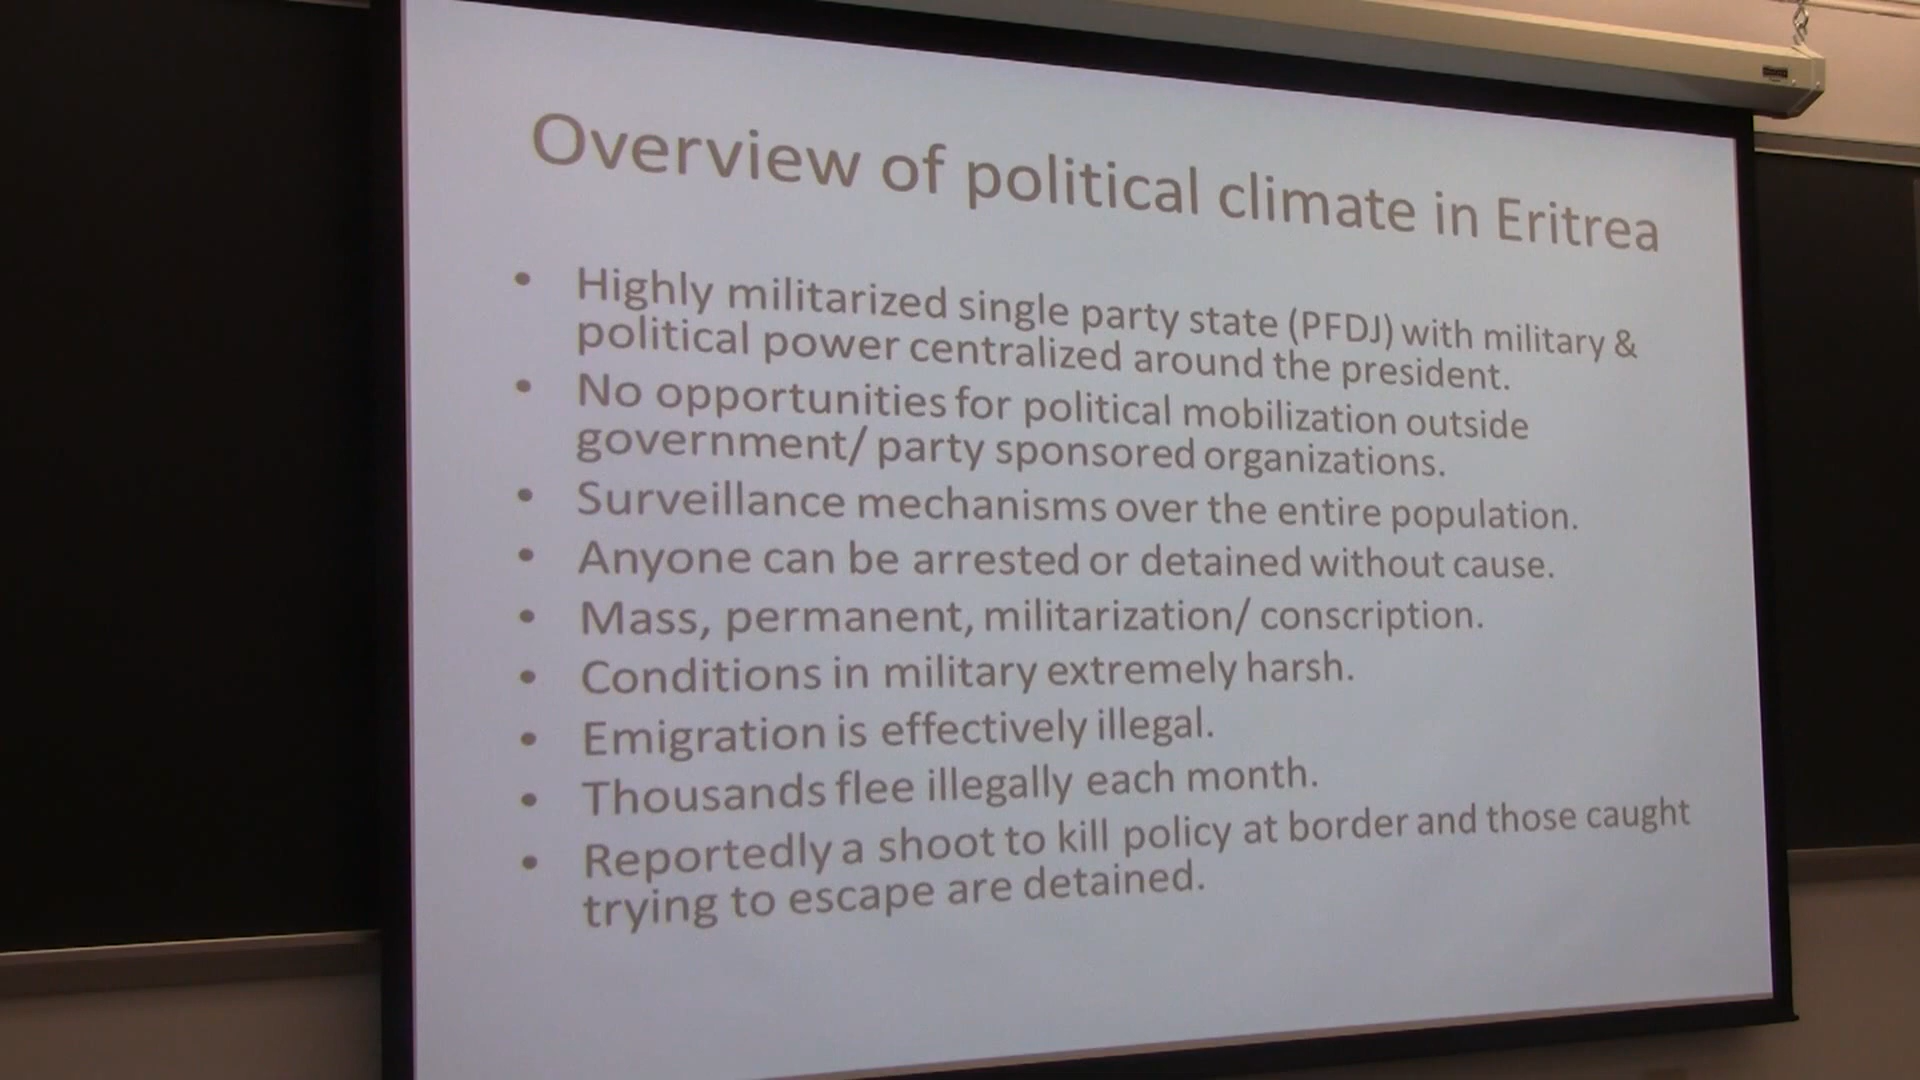 Overview of political climate in Eritrea
• Highly militarized single party state (PFDJ) with military &
political power centralized around the president.
• No opportunities for political mobilization outside
government/ party sponsored organizations.
• Surveillance mechanisms over the entire population.
• Anyone can be arrested or detained without cause.
• Mass, permanent, militarization/ conscription.
• Conditions in military extremely harsh.
• Emigration is effectively illegal.
• Thousands flee illegally each month.
• Reportedly a shoot to kill policy at border and those caught
trying to escape are detained.